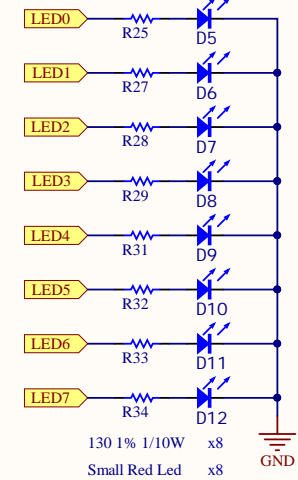 LED0
R25
D5
LED1
R27
D6
LED2
R28
D7
LED3
R29
D8
LED4
R31
D9
LED5
R32
D10
LED6
R33
D11
LED7
R34
D12
130 1% 1/10W x8
Small Red Led x8
GND